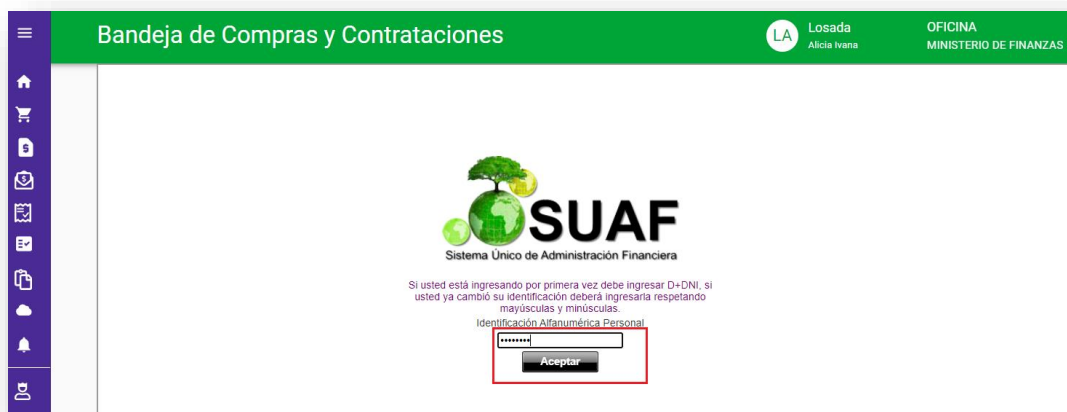 Bandeja de Compras y Contrataciones
LA
Losada
Alicia Ivana
OFICINA
MINISTERIO DE FINANZAS
SUAF
Sistema Único de Administración Financiera
Si usted está ingresando por primera vez debe ingresar D+DNI, si
usted ya cambió su identificación deberá ingresarla respetando
mayúsculas y minúsculas.
Identificación Alfanumérica Personal
••••••••
Aceptar